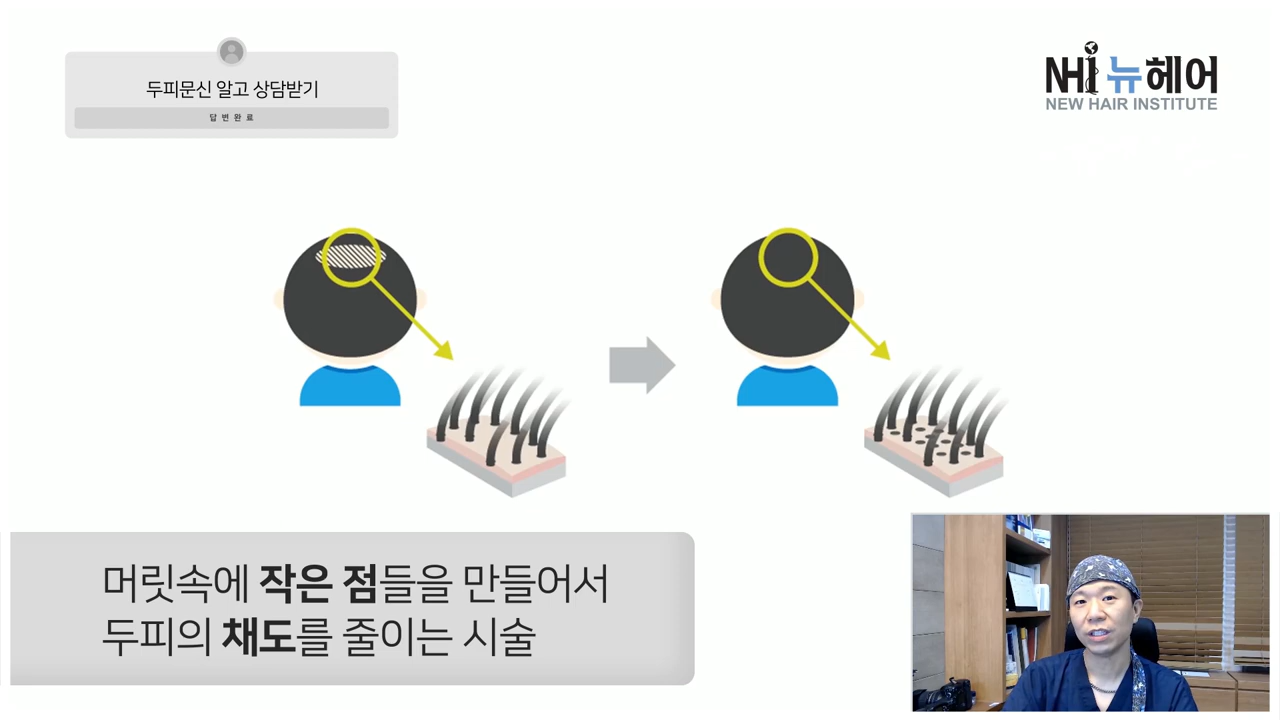 두피문신 알고 상담받기
답변완료
NHI 뉴헤어
NEW HAIR INSTITUTE
머릿속에 작은 점들을 만들어서
두피의 채도를 줄이는 시술